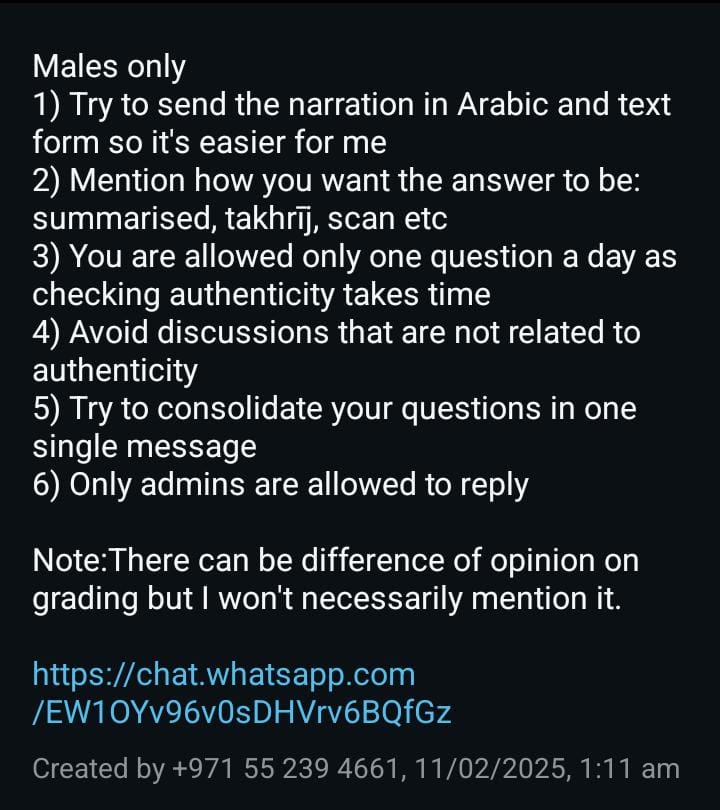 Males only
1) Try to send the narration in Arabic and text
form so it's easier for me
2) Mention how you want the answer to be:
summarised, takhrīj, scan etc
3) You are allowed only one question a day as
checking authenticity takes time
4) Avoid discussions that are not related to
authenticity
5) Try to consolidate your questions in one
single message
6) Only admins are allowed to reply
Note:There can be difference of opinion on
grading but I won't necessarily mention it.
https://chat.whatsapp.com
/EW1OYv96v0sDHVrv6BQfGz
Created by +971 55 239 4661, 11/02/2025, 1:11 am